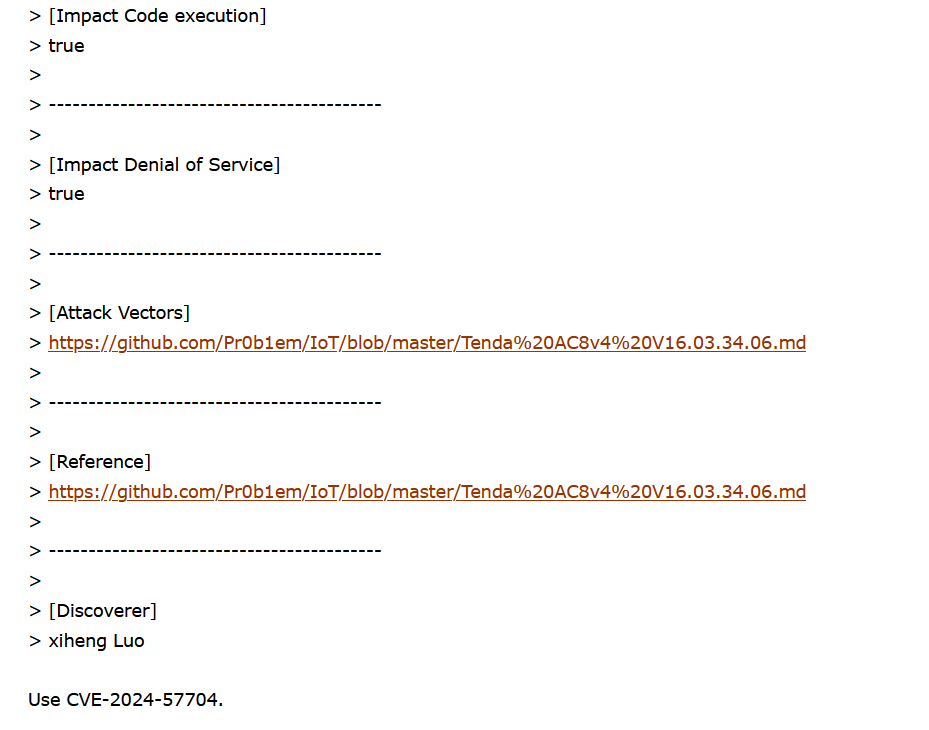 > [Impact Code execution]
> true
>
> ------------------------------------------
>
> [Impact Denial of Service]
> true
>
> ------------------------------------------
>
> [Attack Vectors]
> https://github.com/Pr0b1em/IoT/blob/master/Tenda%20AC8v4%20V16.03.34.06.md
>
> ------------------------------------------
>
> [Reference]
> https://github.com/Pr0b1em/IoT/blob/master/Tenda%20AC8v4%20V16.03.34.06.md
>
> ------------------------------------------
>
> [Discoverer]
> xiheng Luo
Use CVE-2024-57704.